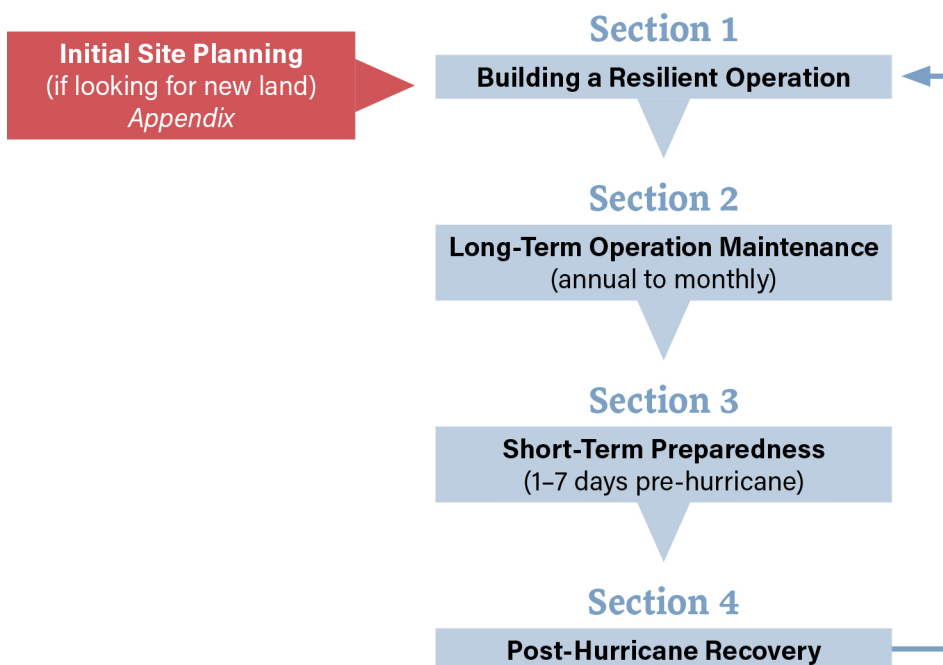 Section 1
Initial Site Planning
(if looking for new land)
Appendix
Building a Resilient Operation
Section 2
Long-Term Operation Maintenance
(annual to monthly)
Section 3
Short-Term Preparedness
(1–7 days pre-hurricane)
Section 4
Post-Hurricane Recovery